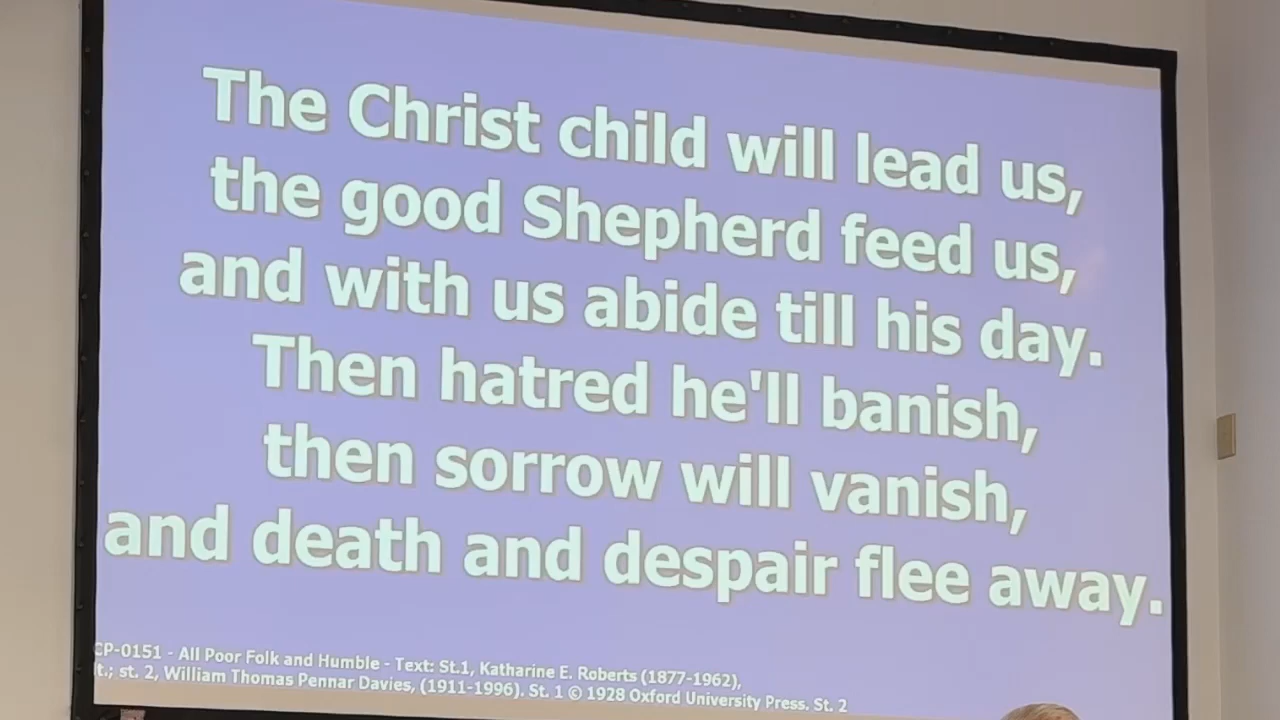 The Christ child will lead us,
the good Shepherd feed us,
and with us abide till his day.
Then hatred he'll banish,
then sorrow will vanish,
and death and despair flee away.
CP-0151 - All Poor Folk and Humble - Text: St.1, Katharine E. Roberts (1877-1962),
lt.; st. 2, William Thomas Pennar Davies, (1911-1996). St. 1 © 1928 Oxford University Press. St. 2